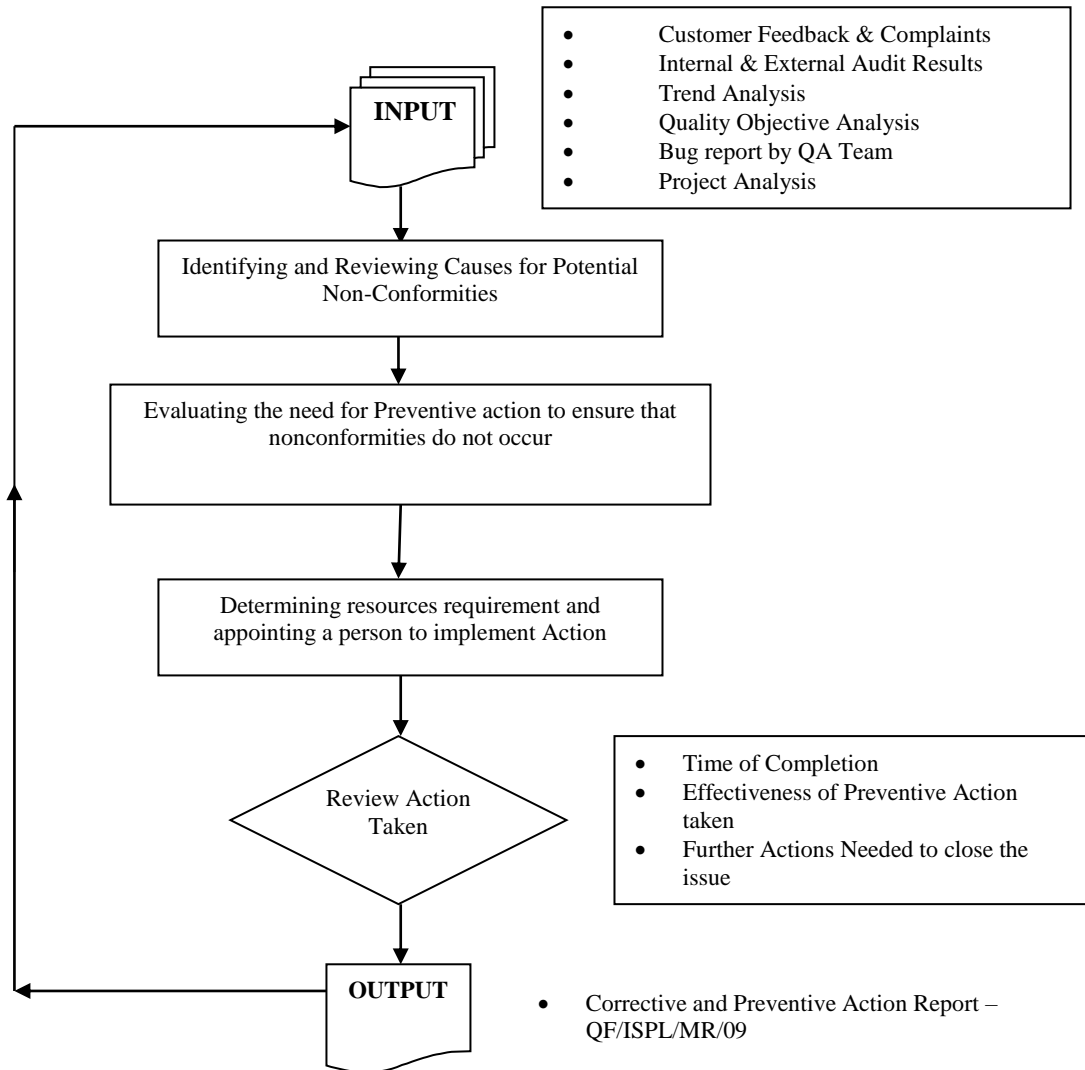 • Customer Feedback & Complaints
• Internal & External Audit Results
• Trend Analysis
• Quality Objective Analysis
• Bug report by QA Team
• Project Analysis
INPUT
Identifying and Reviewing Causes for Potential
Non-Conformities
Evaluating the need for Preventive action to ensure that
nonconformities do not occur
Determining resources requirement and
appointing a person to implement Action
Review Action
Taken
• Time of Completion
• Effectiveness of Preventive Action
taken
• Further Actions Needed to close the
issue
OUTPUT
• Corrective and Preventive Action Report –
QF/ISPL/MR/09